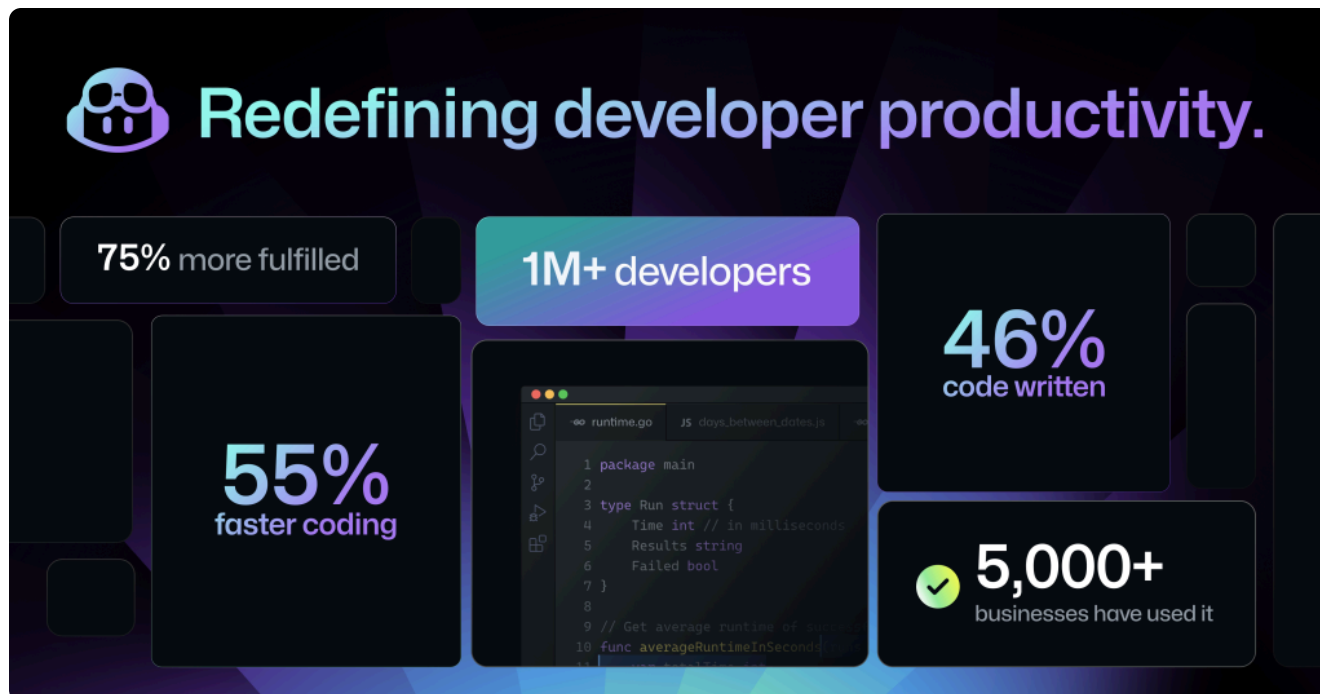 Redefining developer productivity.
75% more fulfilled
1M+ developers
46%
code written
55%
faster coding
runtime.go
JS days_between_dates.js
1 package main
2
3 type Run struct {
4     Time int // in milliseconds
5     Results string
6     Failed bool
7 }
8
9 // Get average runtime of
10 func averageRuntimeInSeconds
11
5,000+
businesses have used it